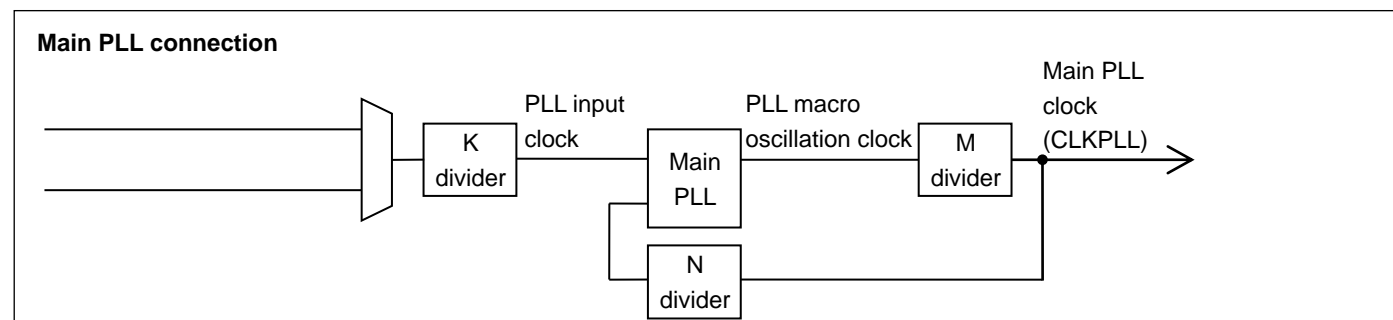 Main PLL connection
K
divider
PLL input
clock
Main
PLL
PLL macro
oscillation clock
M
divider
Main PLL
clock
(CLKPLL)
N
divider